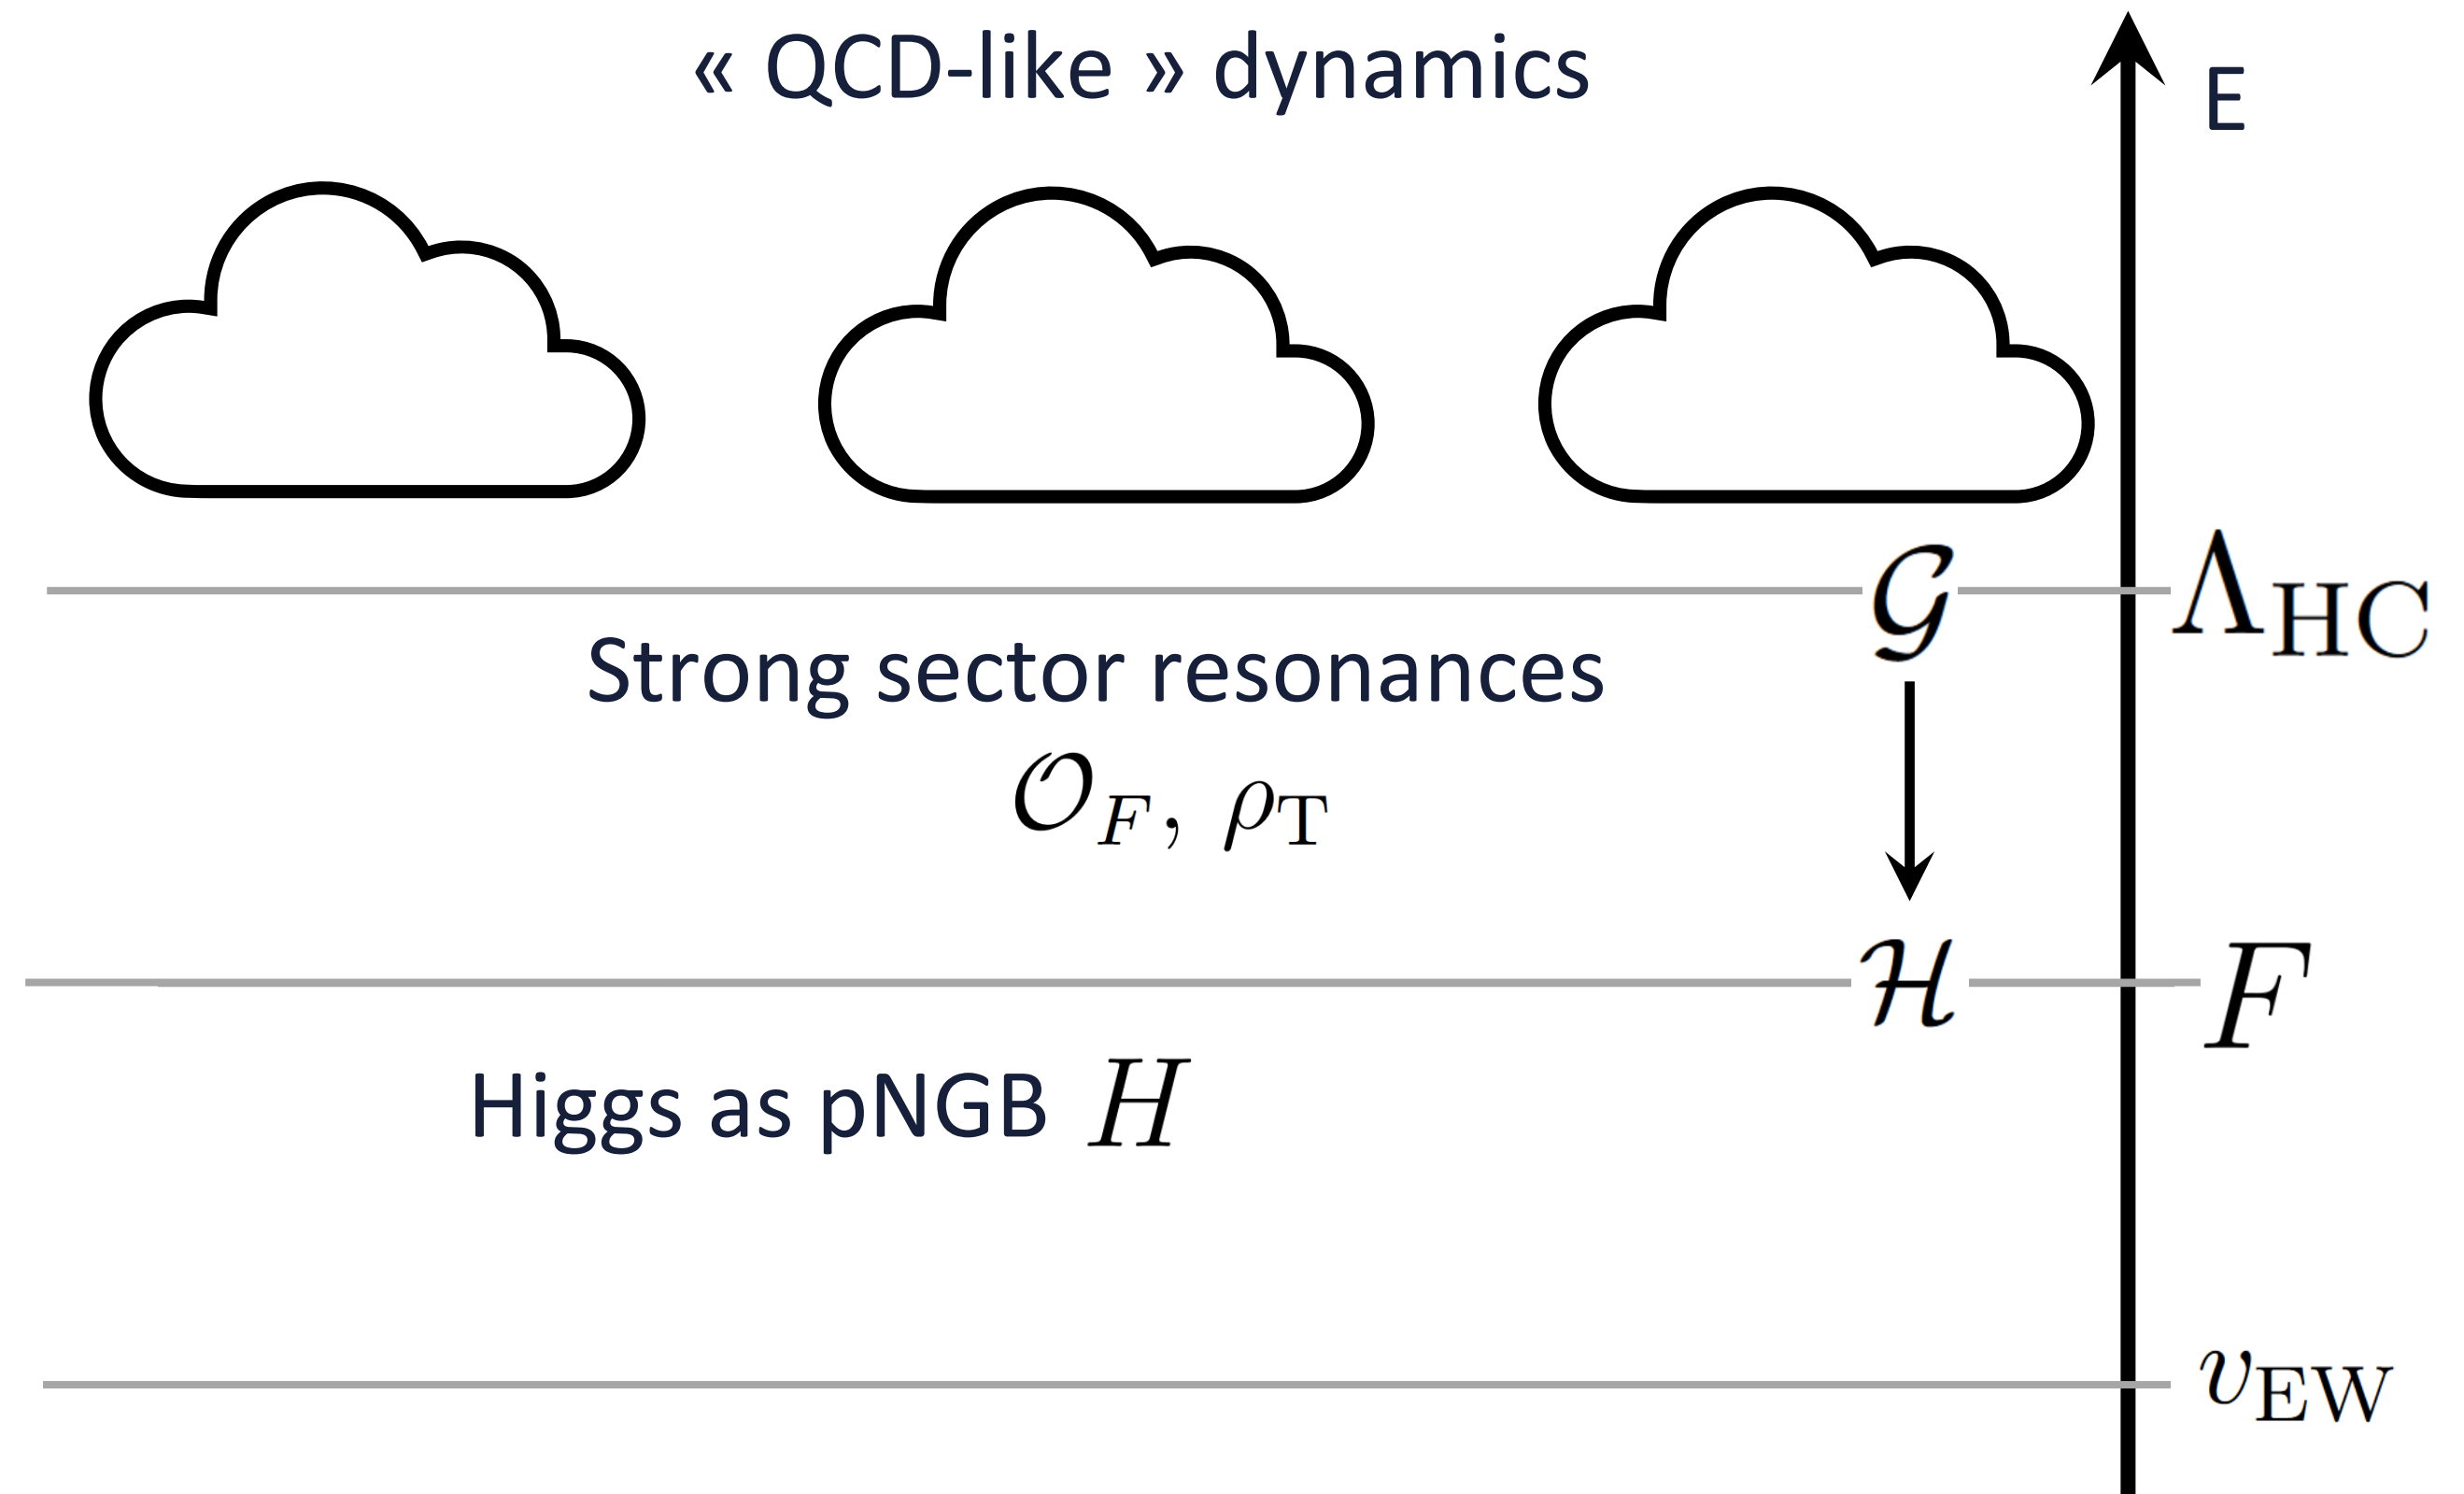 « QCD-like » dynamics
E
𝒢
Λ_HC
Strong sector resonances
𝒪_F, ρ_T
ℋ
F
Higgs as pNGB H
v_EW